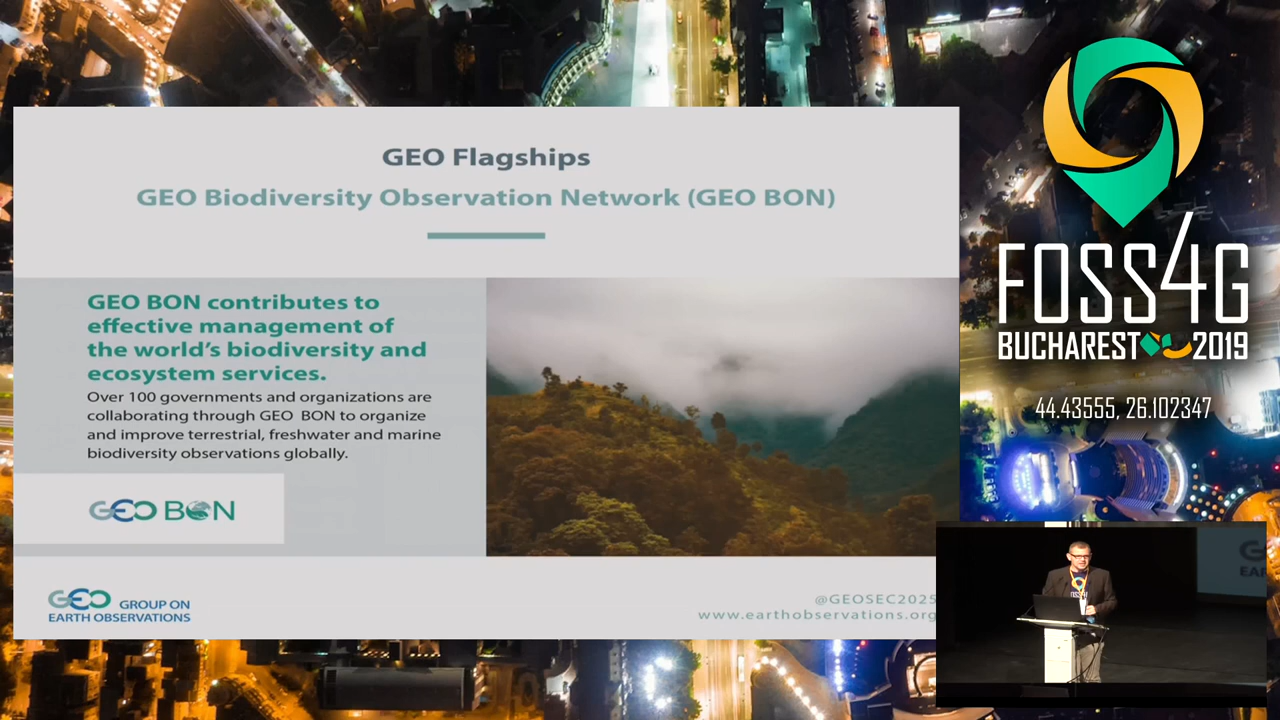 GEO Flagships
GEO Biodiversity Observation Network (GEO BON)
GEO BON contributes to
effective management of
the world's biodiversity and
ecosystem services.
Over 100 governments and organizations are
collaborating through GEO BON to organize
and improve terrestrial, freshwater and marine
biodiversity observations globally.
GEO BON
GEO GROUP ON
EARTH OBSERVATIONS
@GEOSEC2025
www.earthobservations.org
FOSS4G
BUCHAREST 2019
44.43555, 26.102347